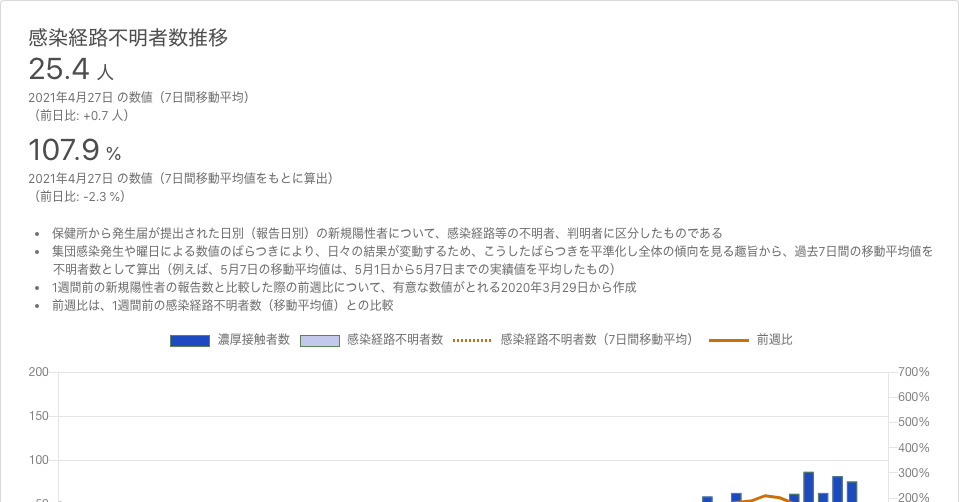 感染経路不明者数推移
25.4 人
2021年4月27日 の数値（7日間移動平均）
（前日比: +0.7 人）
107.9 %
2021年4月27日 の数値（7日間移動平均値をもとに算出）
（前日比: -2.3 %）
• 保健所から発生届が提出された日別（報告日別）の新規陽性者について、感染経路等の不明者、判明者に区分したものである
• 集団感染発生や曜日による数値のばらつきにより、日々の結果が変動するため、こうしたばらつきを平準化し全体の傾向を見る趣旨から、過去7日間の移動平均値を
不明者数として算出（例えば、5月7日の移動平均値は、5月1日から5月7日までの実績値を平均したもの）
• 1週間前の新規陽性者の報告数と比較した際の前週比について、有意な数値がとれる2020年3月29日から作成
• 前週比は、1週間前の感染経路不明者数（移動平均値）との比較
濃厚接触者数 感染経路不明者数 感染経路不明者数（7日間移動平均） 前週比
200 700%
600%
150 500%
400%
100 300%
50 200%